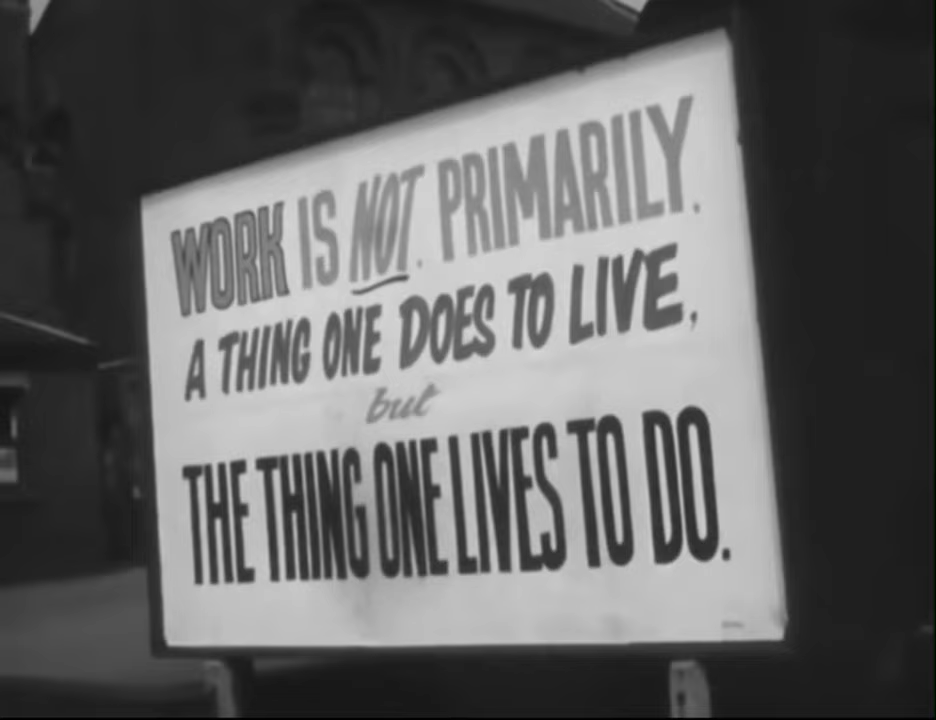 WORK IS NOT PRIMARILY.
A THING ONE DOES TO LIVE,
but
THE THING ONE LIVES TO DO.